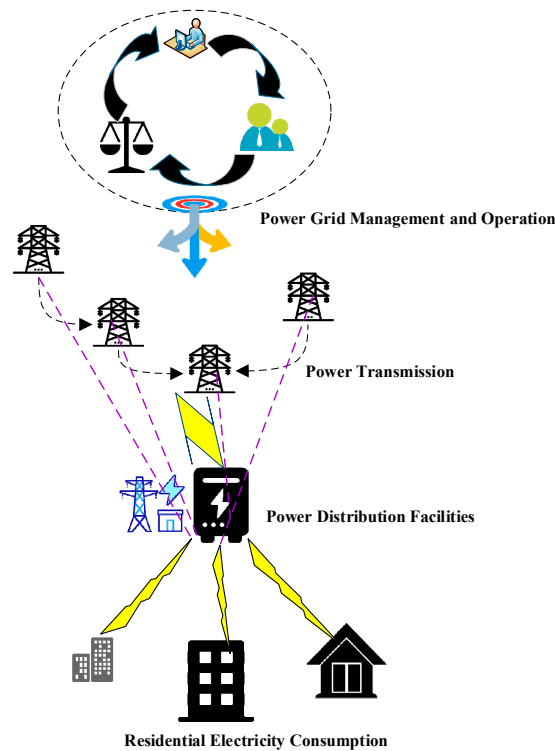 Power Grid Management and Operation
Power Transmission
Power Distribution Facilities
Residential Electricity Consumption